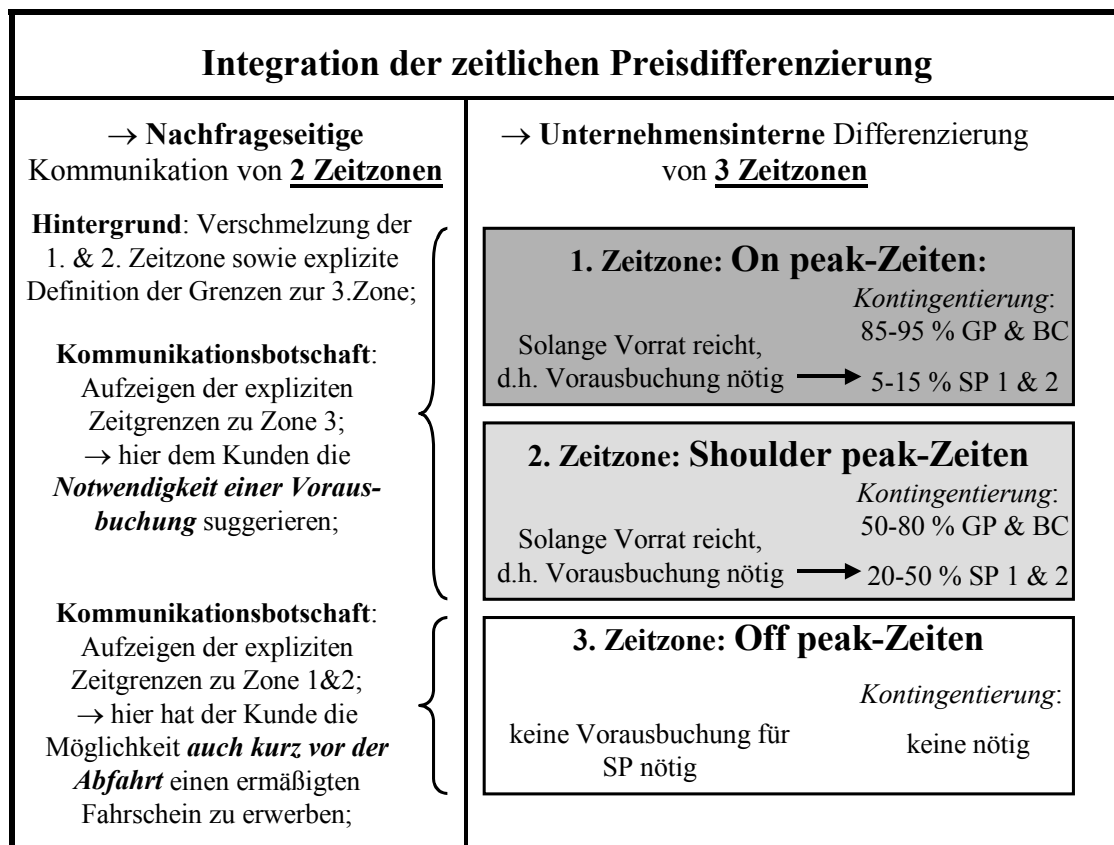 Integration der zeitlichen Preisdifferenzierung
→ Nachfrageseitige
Kommunikation von 2 Zeitzonen
Hintergrund: Verschmelzung der
1. & 2. Zeitzone sowie explizite
Definition der Grenzen zur 3.Zone;
Kommunikationsbotschaft:
Aufzeigen der expliziten
Zeitgrenzen zu Zone 3;
→ hier dem Kunden die
Notwendigkeit einer Voraus-
buchung suggerieren;
Kommunikationsbotschaft:
Aufzeigen der expliziten
Zeitgrenzen zu Zone 1&2;
→ hier hat der Kunde die
Möglichkeit auch kurz vor der
Abfahrt einen ermäßigten
Fahrschein zu erwerben;
→ Unternehmensinterne Differenzierung
von 3 Zeitzonen
1. Zeitzone: On peak-Zeiten:
Kontingentierung:
85-95 % GP & BC
Solange Vorrat reicht,
d.h. Vorausbuchung nötig → 5-15 % SP 1 & 2
2. Zeitzone: Shoulder peak-Zeiten
Kontingentierung:
50-80 % GP & BC
Solange Vorrat reicht,
d.h. Vorausbuchung nötig → 20-50 % SP 1 & 2
3. Zeitzone: Off peak-Zeiten
Kontingentierung:
keine Vorausbuchung für
SP nötig
keine nötig